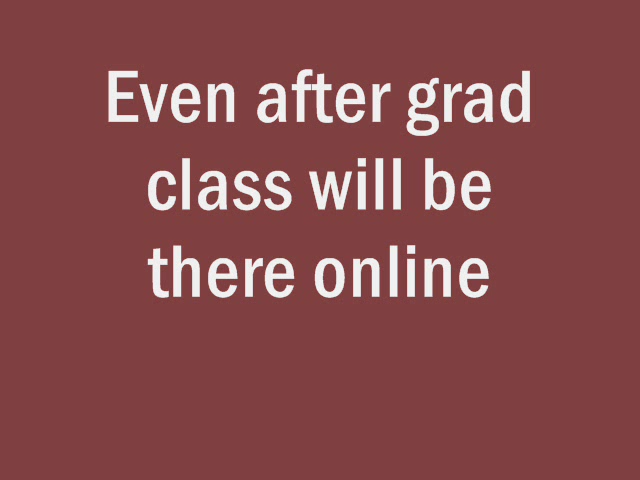 Even after grad
class will be
there online